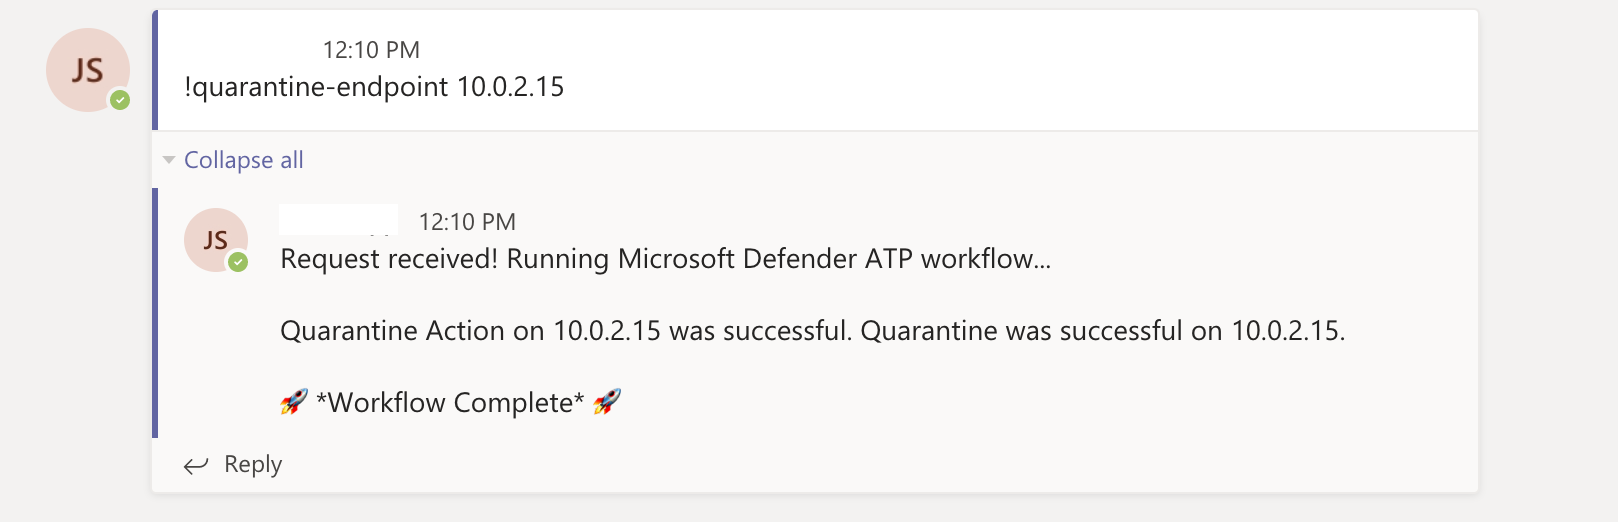 JS
12:10 PM
!quarantine-endpoint 10.0.2.15
Collapse all
JS
12:10 PM
Request received! Running Microsoft Defender ATP workflow...
Quarantine Action on 10.0.2.15 was successful. Quarantine was successful on 10.0.2.15.
🚀 *Workflow Complete* 🚀
Reply